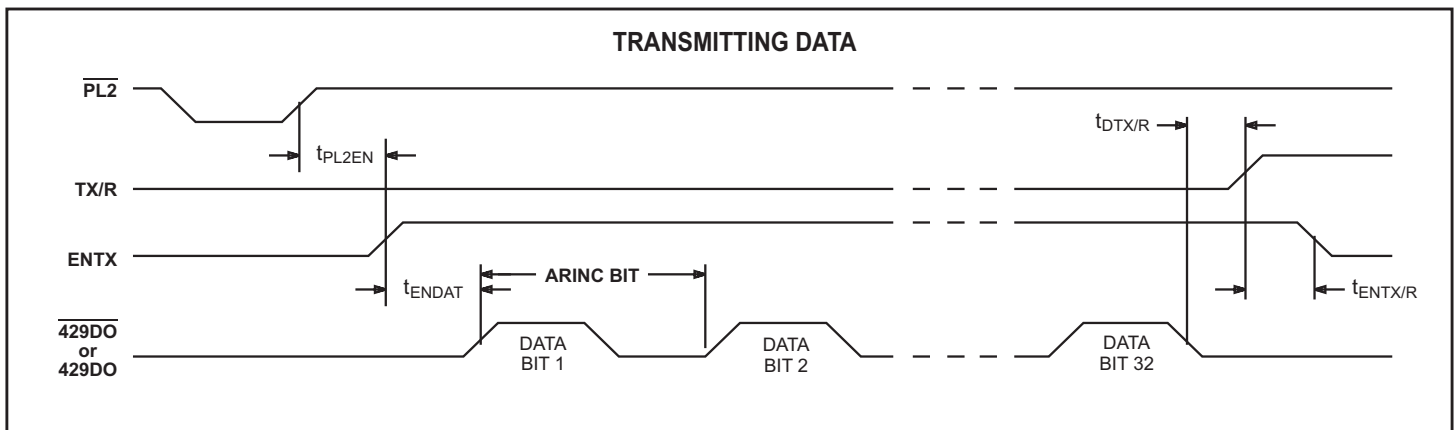 TRANSMITTING DATA
PL2
tDTX/R
tPL2EN
TX/R
ENTX
ARINC BIT
tENDAT
tENTX/R
429DO
or
429DO
DATA
BIT 1
DATA
BIT 2
DATA
BIT 32